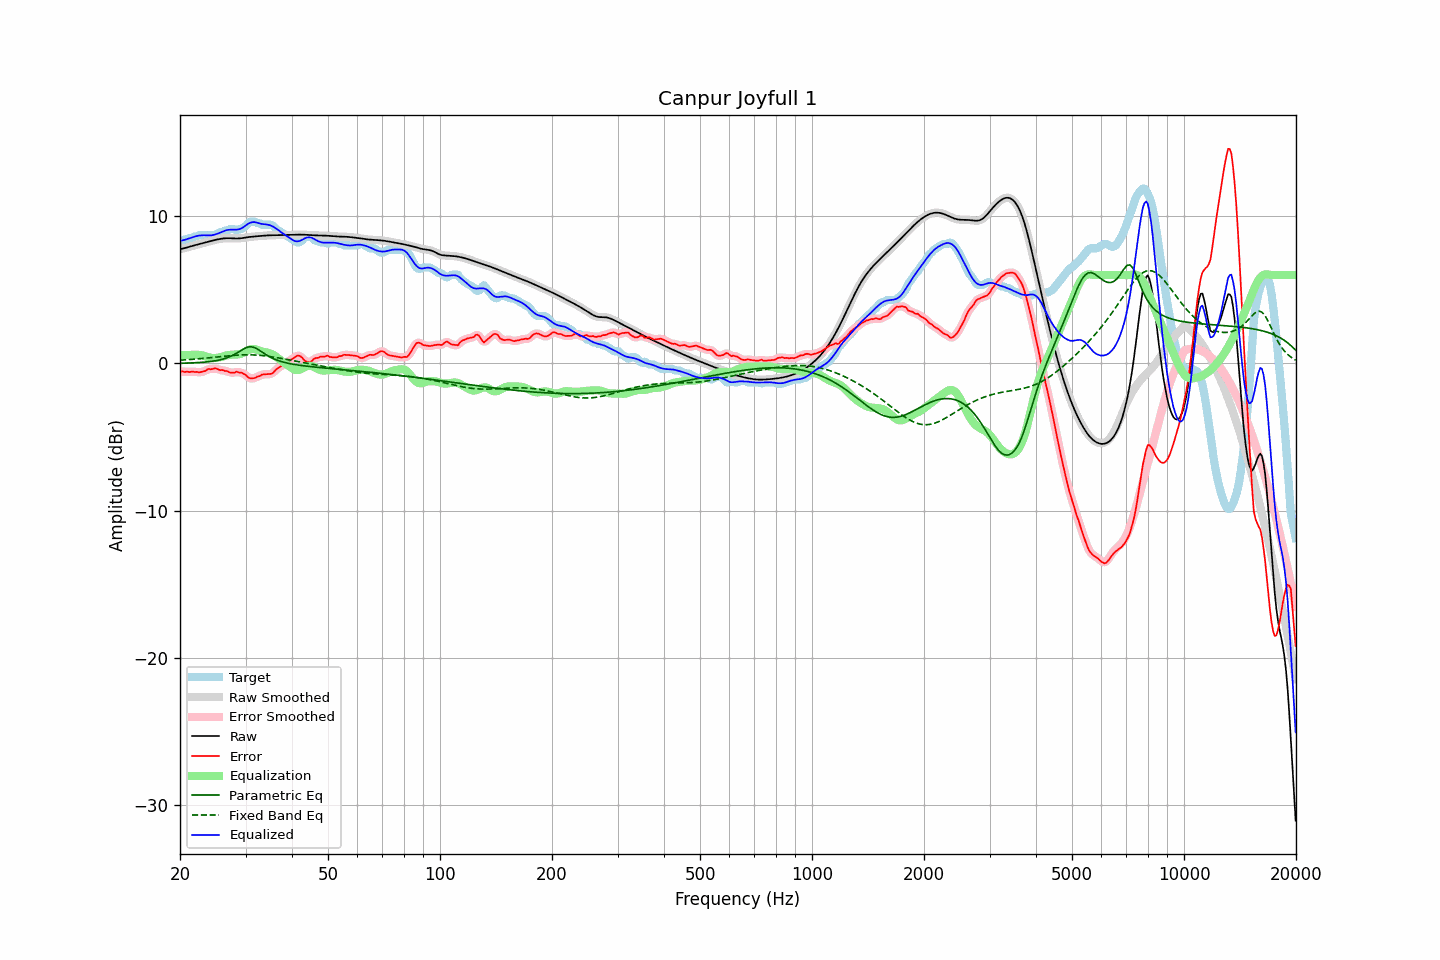 Canpur Joyfull 1
Amplitude (dBr)
10
0
−10
−20
−30
Target
Raw Smoothed
Error Smoothed
Raw
Error
Equalization
Parametric Eq
Fixed Band Eq
Equalized
20 50 100 200 500 1000 2000 5000 10000 20000
Frequency (Hz)